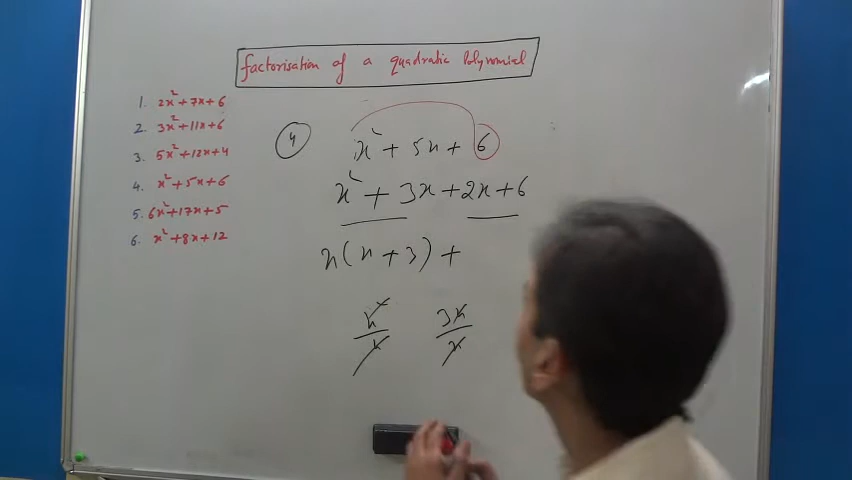 factorisation of a quadratic Polynomial
1. 2x²+7x+6
2. 3x²+11x+6
3. 5x²+12x+4
4. x²+5x+6
5. 6x²+17x+5
6. x²+8x+12
4 x² + 5x + 6
x² + 3x + 2x + 6
x(x+3) +
x²/x 3x/x